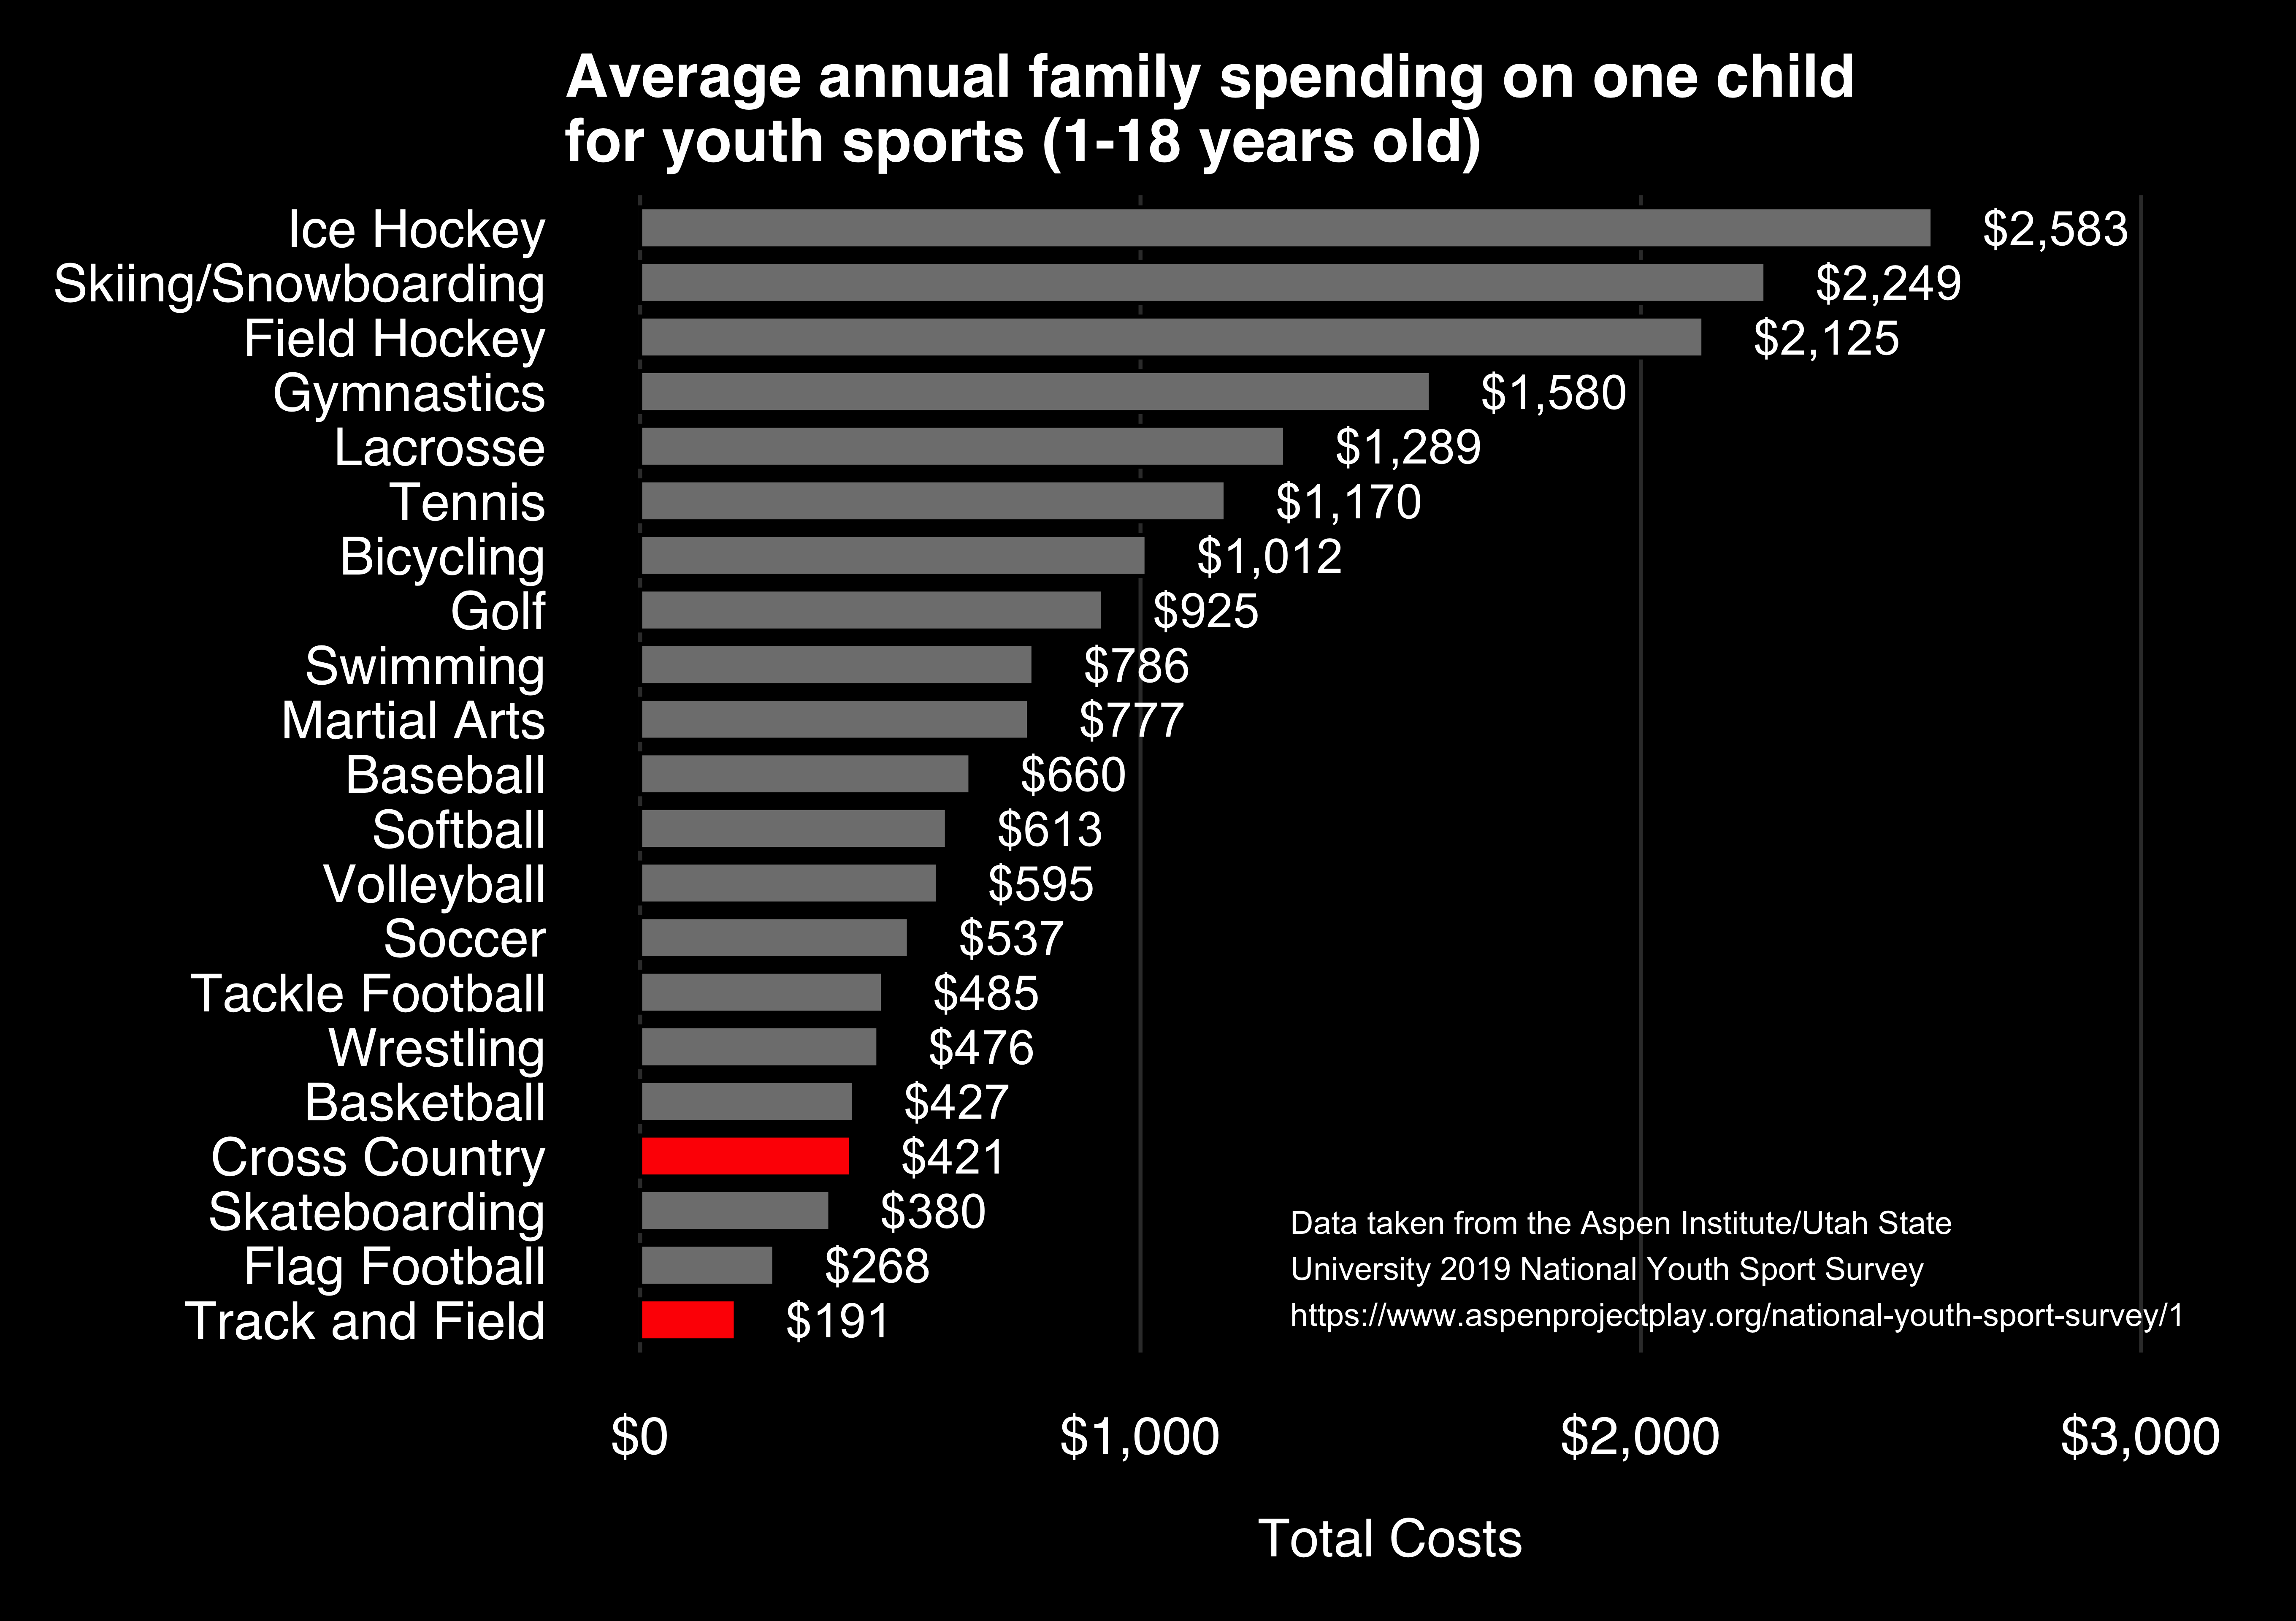 Average annual family spending on one child
for youth sports (1-18 years old)
Ice Hockey $2,583
Skiing/Snowboarding $2,249
Field Hockey $2,125
Gymnastics $1,580
Lacrosse $1,289
Tennis $1,170
Bicycling $1,012
Golf $925
Swimming $786
Martial Arts $777
Baseball $660
Softball $613
Volleyball $595
Soccer $537
Tackle Football $485
Wrestling $476
Basketball $427
Cross Country $421
Skateboarding $380
Flag Football $268
Track and Field $191
Data taken from the Aspen Institute/Utah State
University 2019 National Youth Sport Survey
https://www.aspenprojectplay.org/national-youth-sport-survey/1
$0 $1,000 $2,000 $3,000
Total Costs